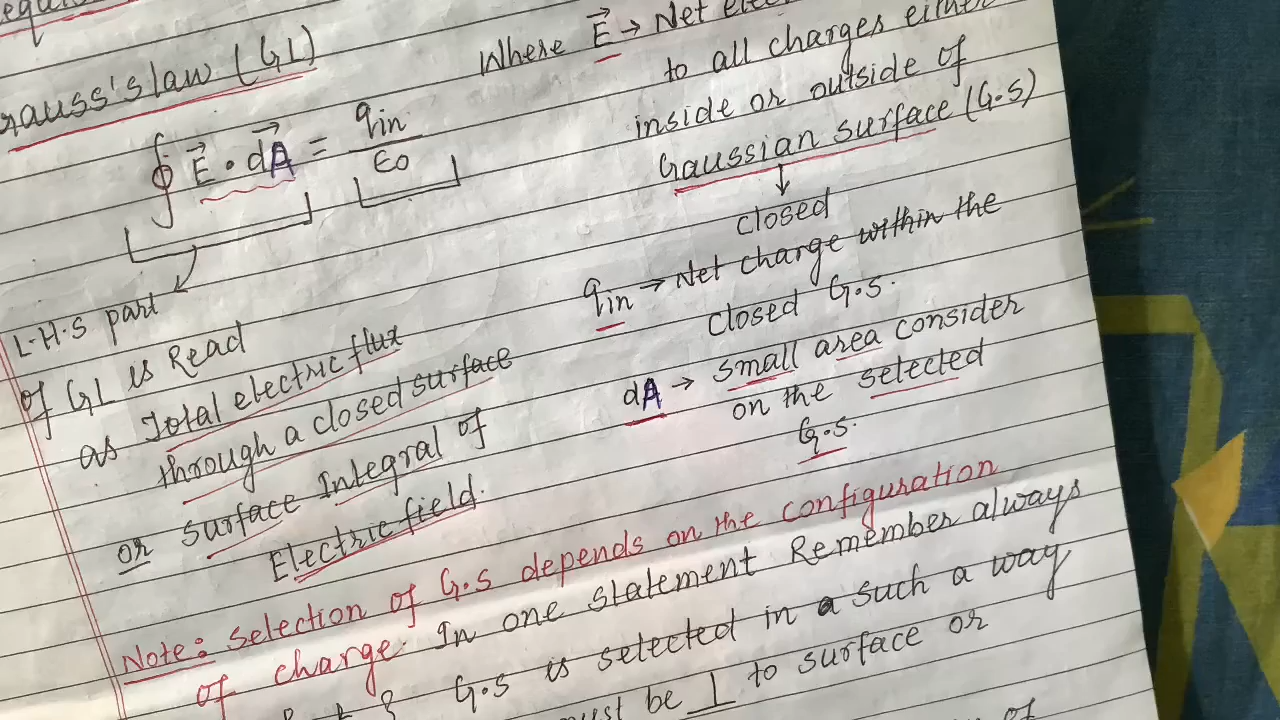 Gauss's law (GL)
∮ E⃗ · dA⃗ = qin / ε0
L.H.S part
of GL is Read
as Total electric flux
through a closed surface
or surface Integral of
Electric field.
Where E⃗ → Net
to all charges either
inside or outside of
Gaussian surface (G.S)
↓
closed
qin → Net charge within the
closed G.S.
dA → small area consider
on the selected
G.S.
Note: Selection of G.S depends on the configuration
of charge. In one statement Remember always
G.S is selected in a such a way
must be ⊥ to surface or
of